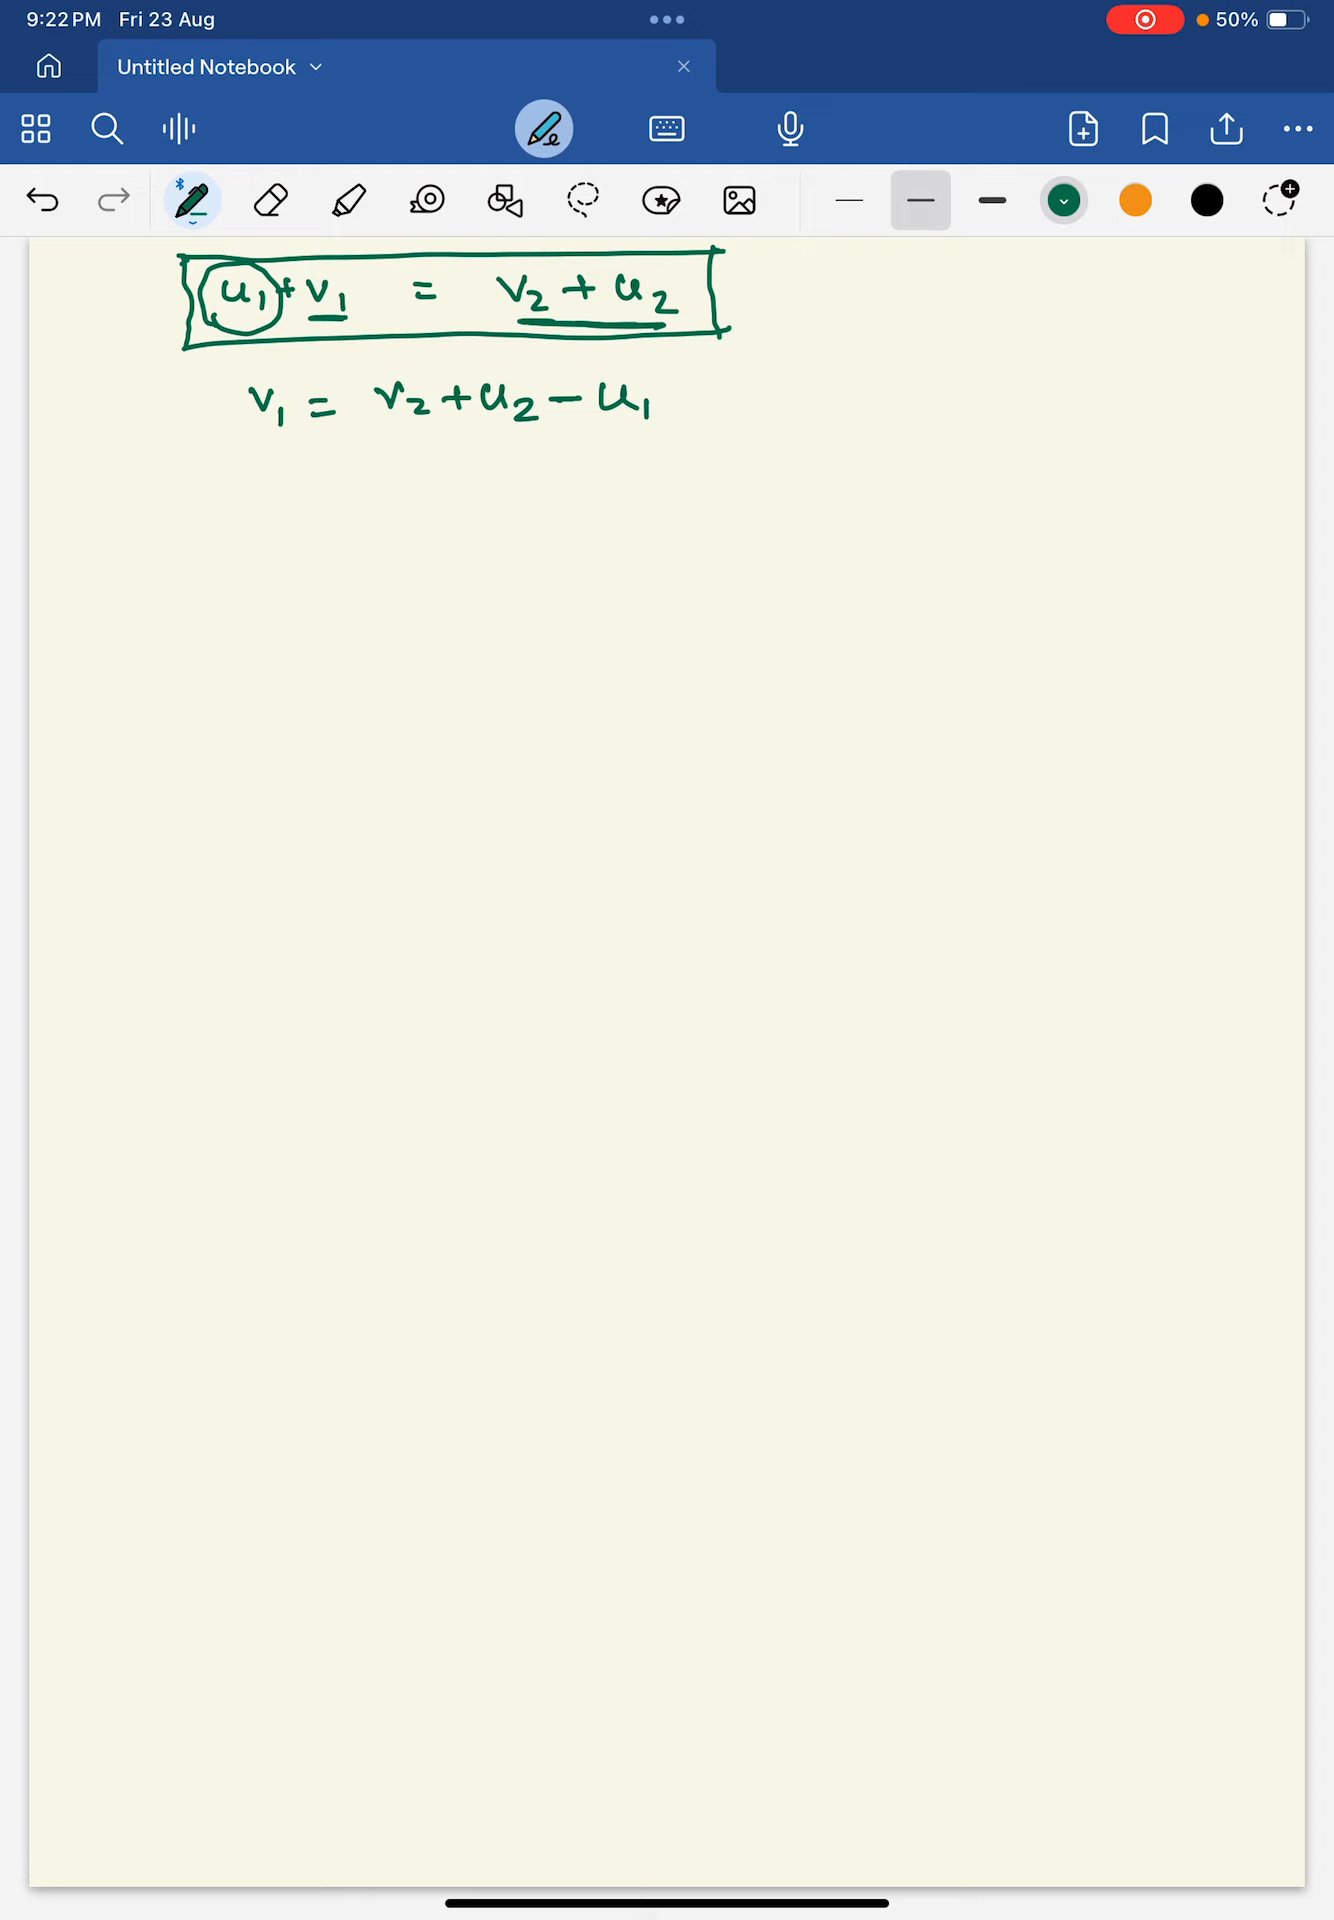 9:22 PM Fri 23 Aug
50%
Untitled Notebook
u₁ + v₁ = v₂ + u₂
v₁ = v₂ + u₂ − u₁